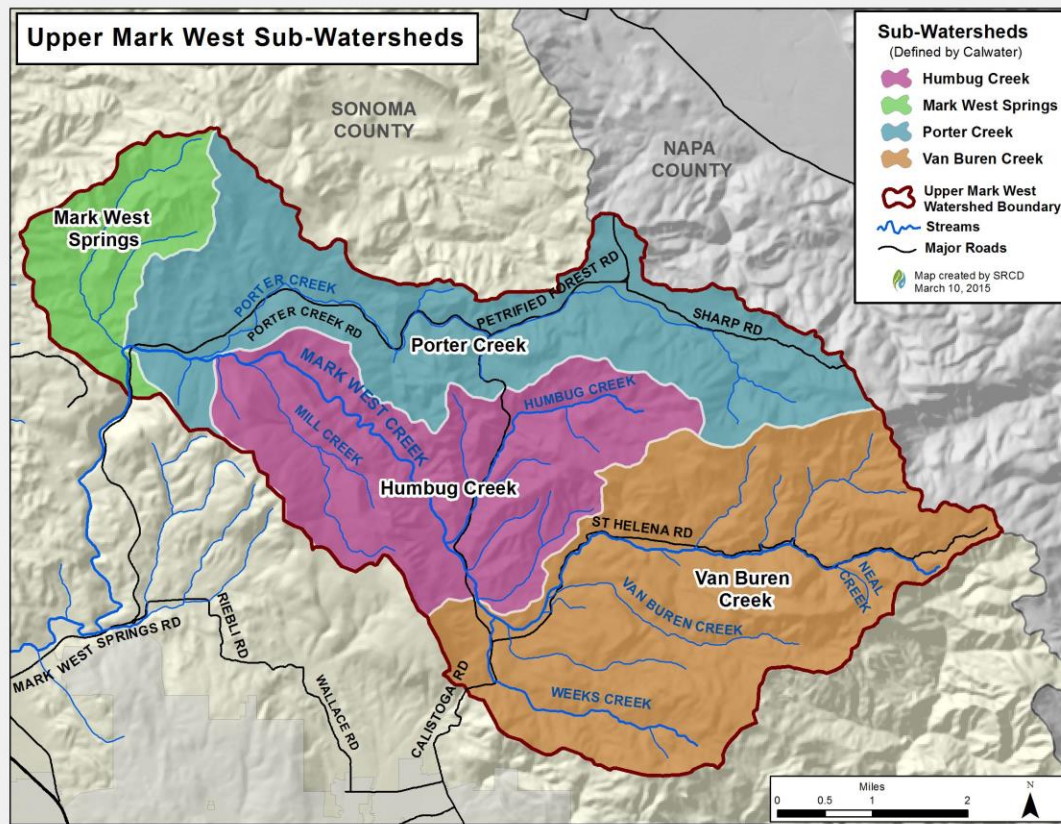 Upper Mark West Sub-Watersheds
Sub-Watersheds
(Defined by Calwater)
Humbug Creek
Mark West Springs
Porter Creek
Van Buren Creek
Upper Mark West
Watershed Boundary
Streams
Major Roads
Map created by SRCD
March 10, 2015
SONOMA
COUNTY
NAPA
COUNTY
Mark West
Springs
PORTER CREEK
PORTER CREEK RD
PETRIFIED FOREST RD
SHARP RD
Porter Creek
MARK WEST CREEK
HUMBUG CREEK
MILL CREEK
Humbug Creek
ST HELENA RD
Van Buren
Creek
NEAL
CREEK
VAN BUREN CREEK
WEEKS CREEK
MARK WEST SPRINGS RD
RIEBLI RD
WALLACE RD
CALISTOGA RD
Miles
0 0.5 1 2
N